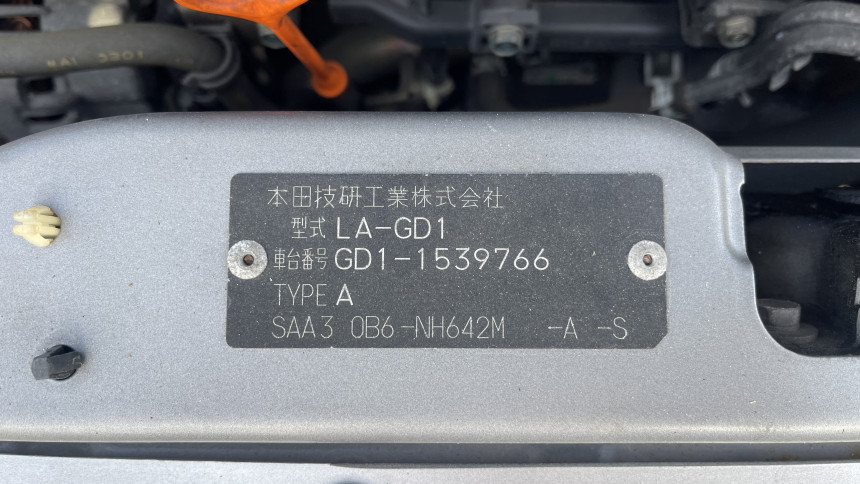 本田技研工業株式会社
型式 LA-GD1
車台番号 GD1-1539766
TYPE A
SAA3 0B6-NH642M -A -S